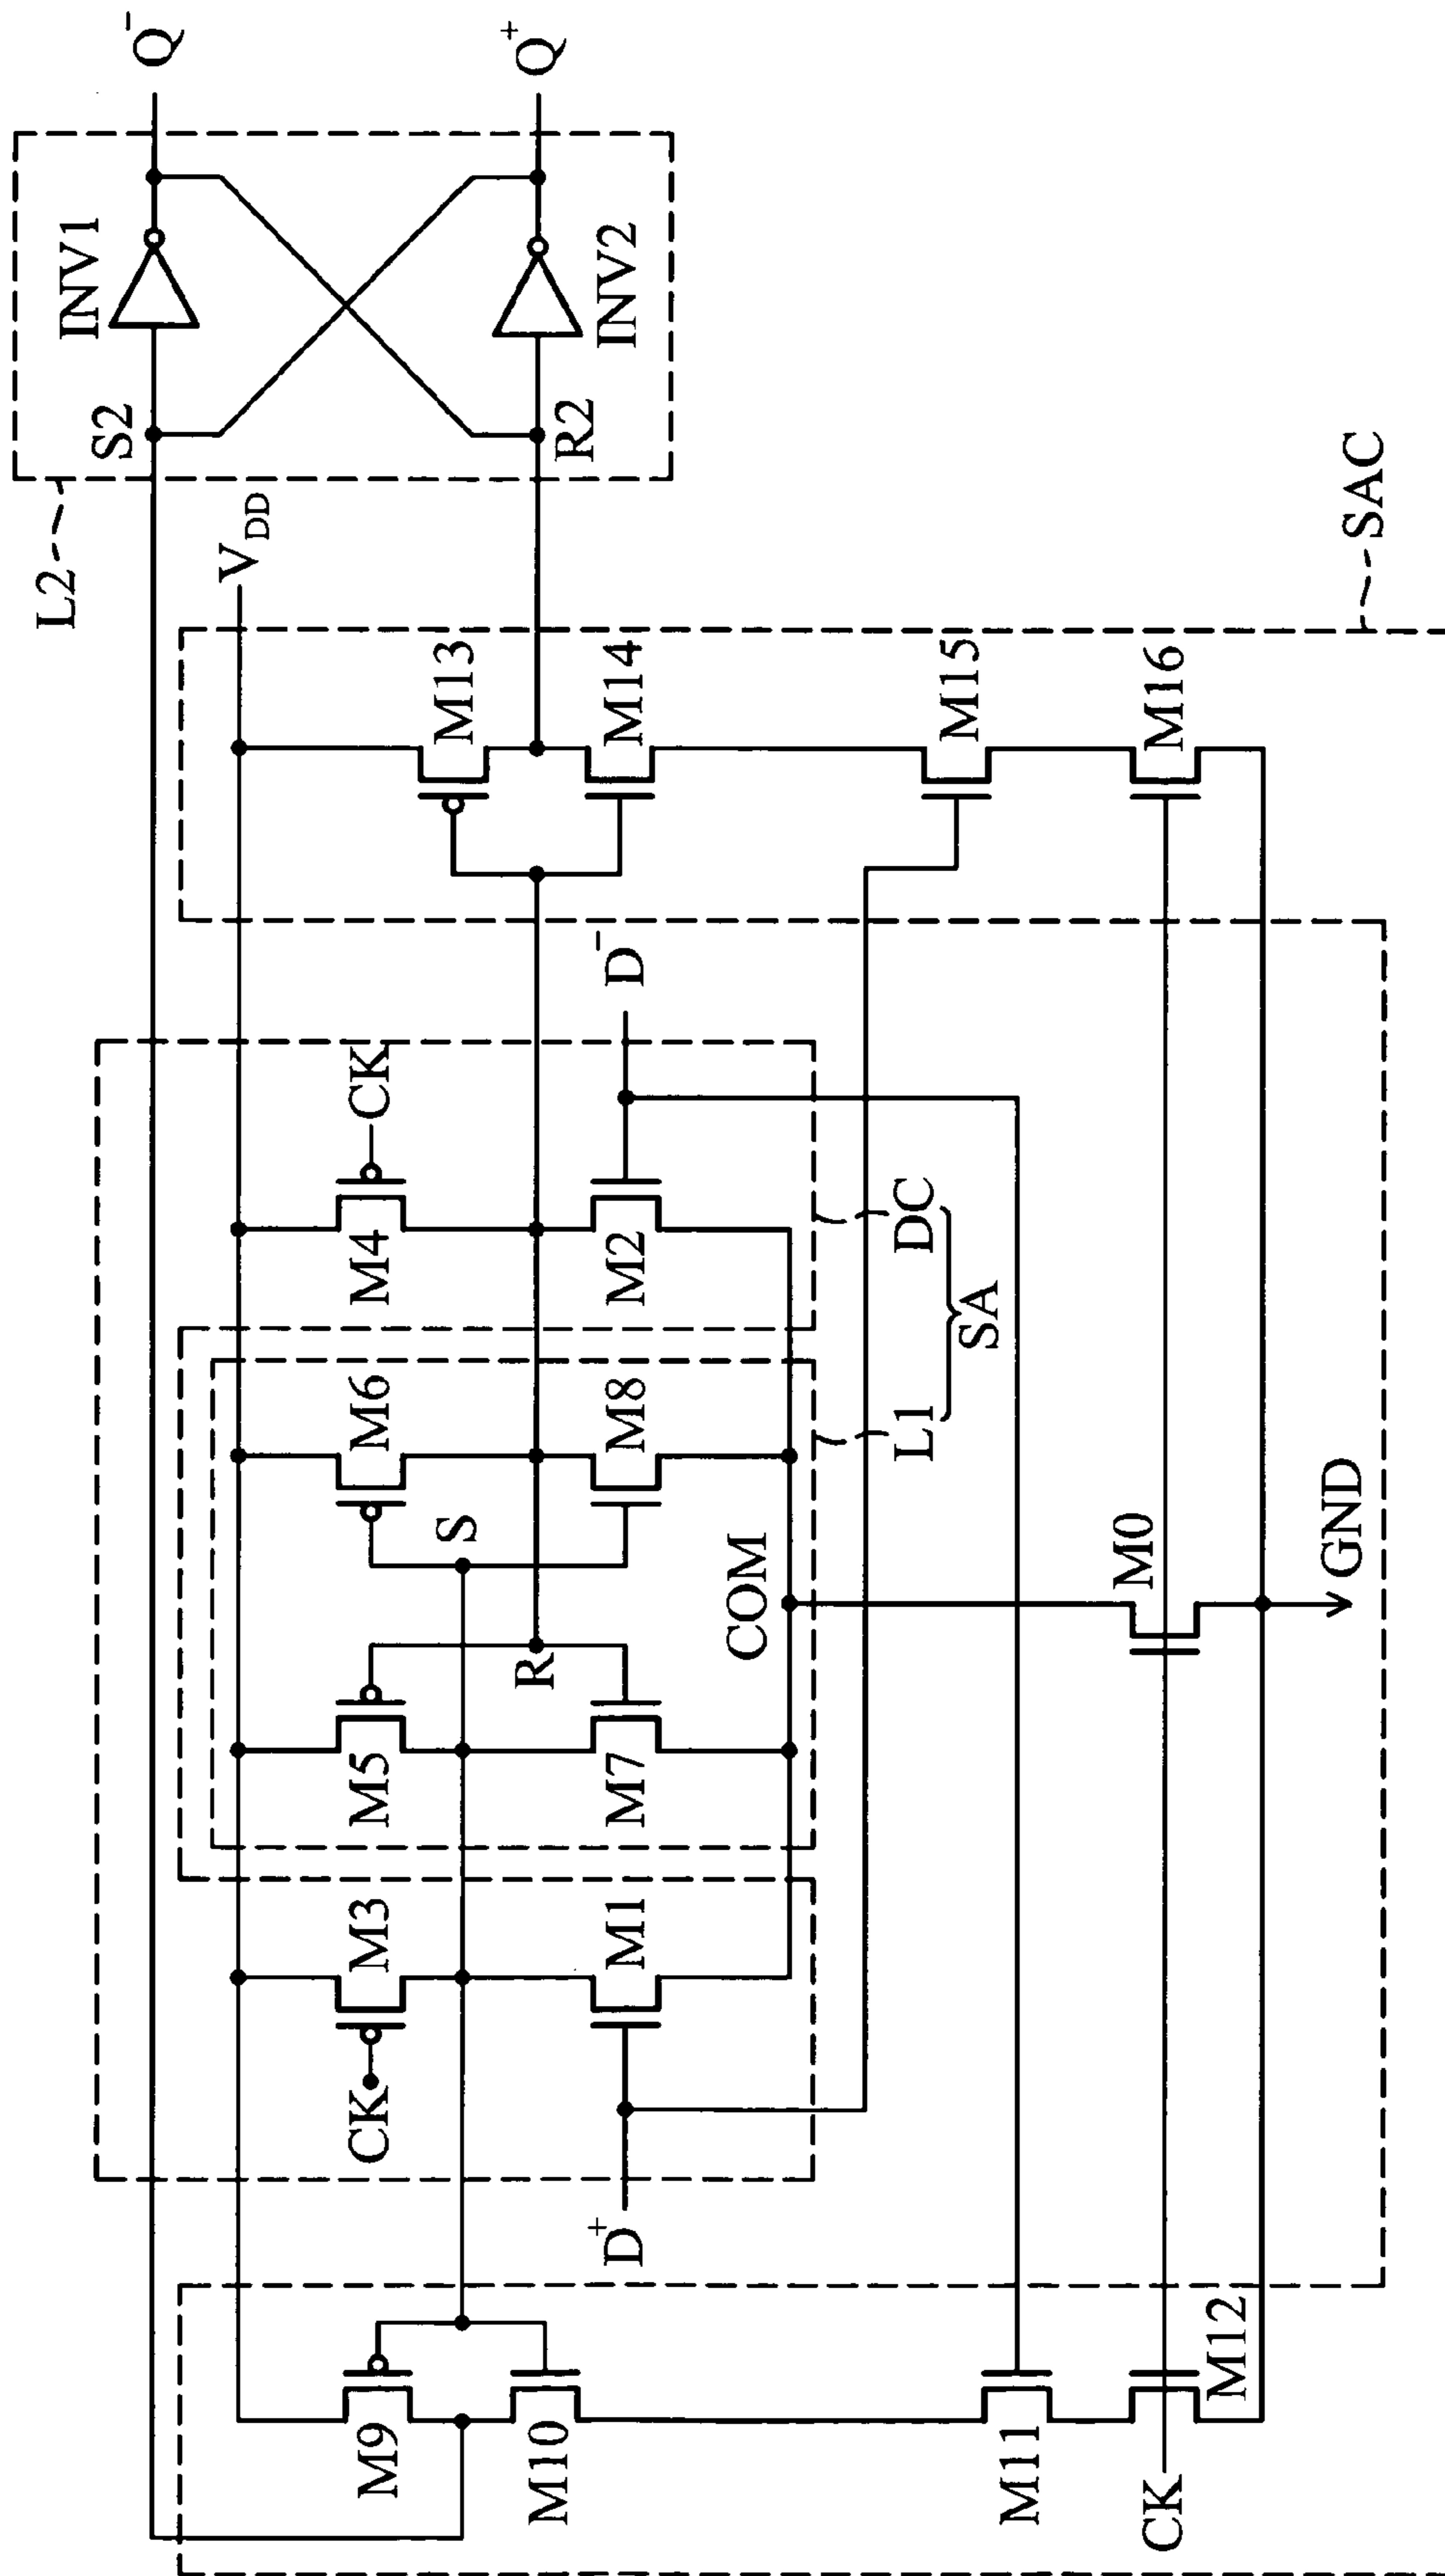 Q⁻
Q⁺
INV1
INV2
S2
R2
L2
V_DD
SAC
M13
M14
M15
M16
D⁻
CK
M4
M2
DC
SA
L1
M6
M8
S
R
COM
M0
GND
M5
M7
M3
M1
CK
D⁺
M9
M10
M11
M12
CK